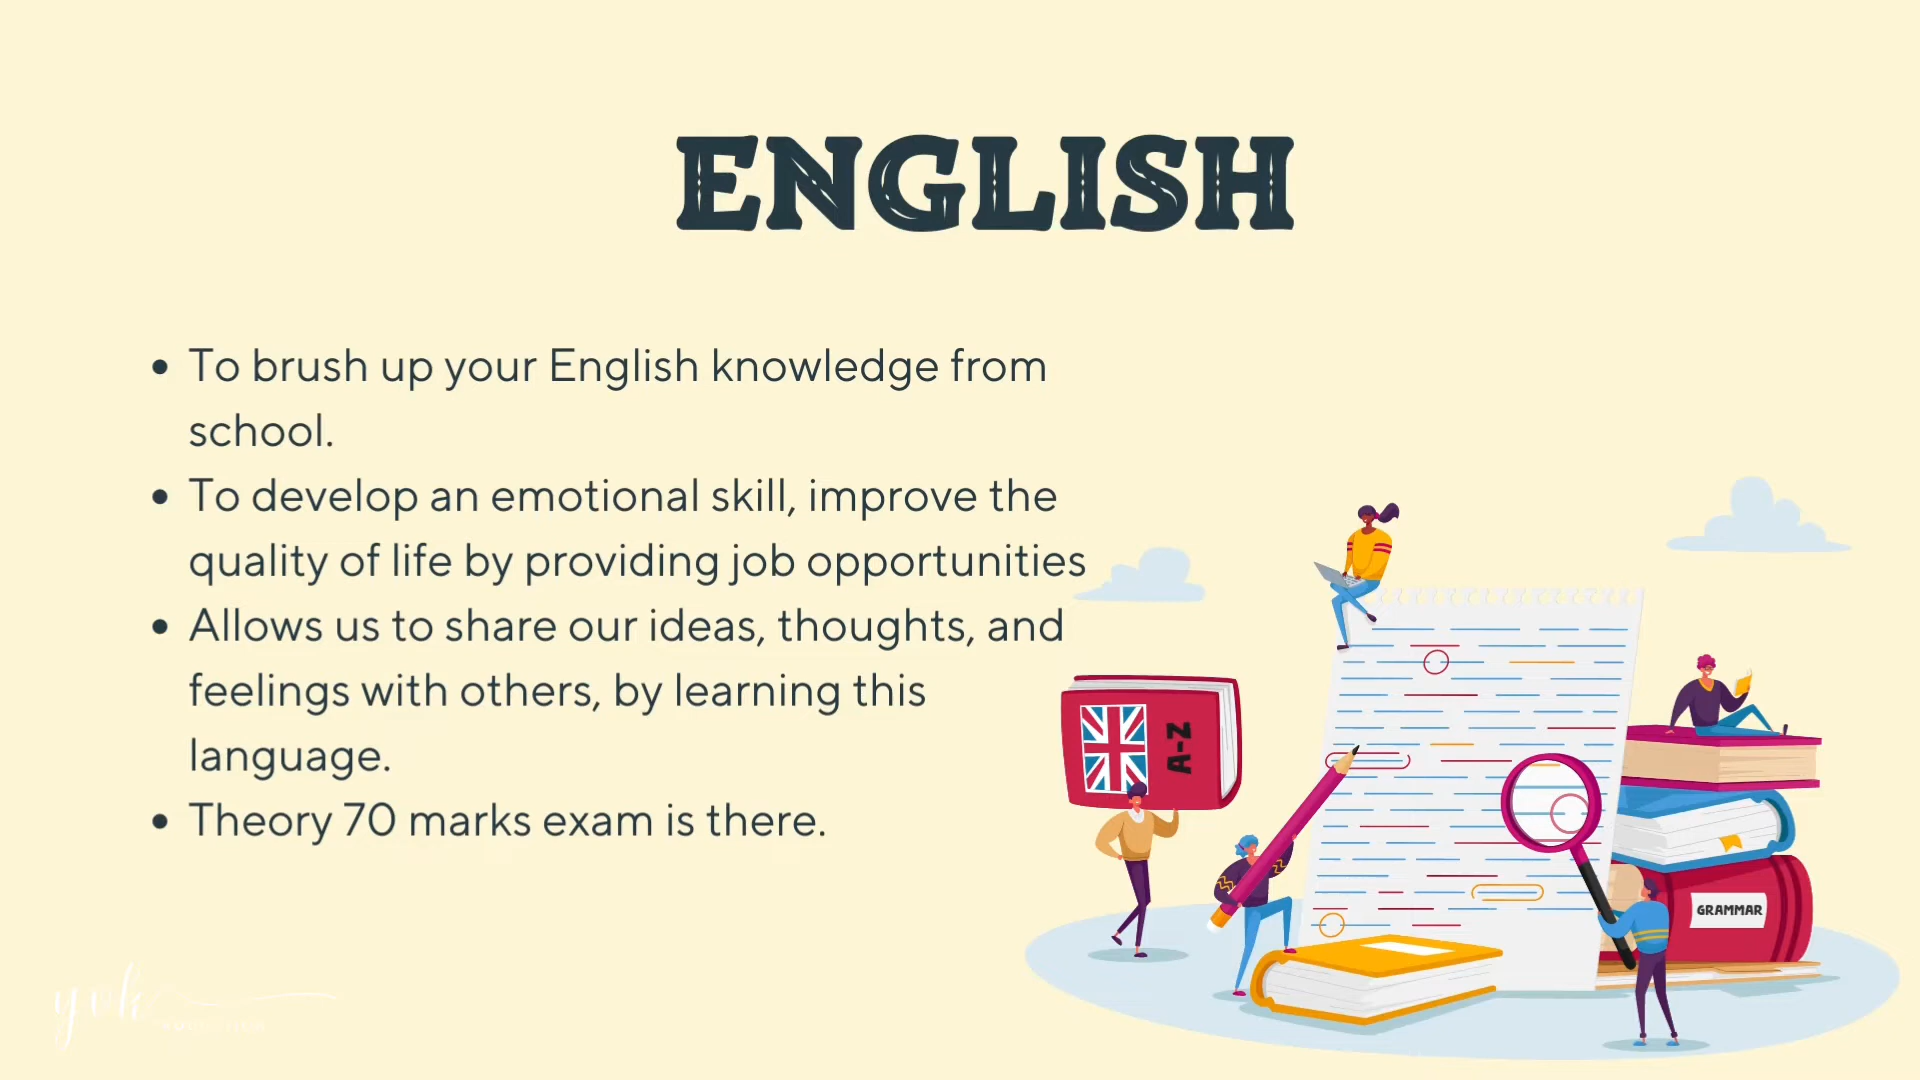 ENGLISH
• To brush up your English knowledge from
school.
• To develop an emotional skill, improve the
quality of life by providing job opportunities
• Allows us to share our ideas, thoughts, and
feelings with others, by learning this
language.
• Theory 70 marks exam is there.
A-Z
GRAMMAR
yvk